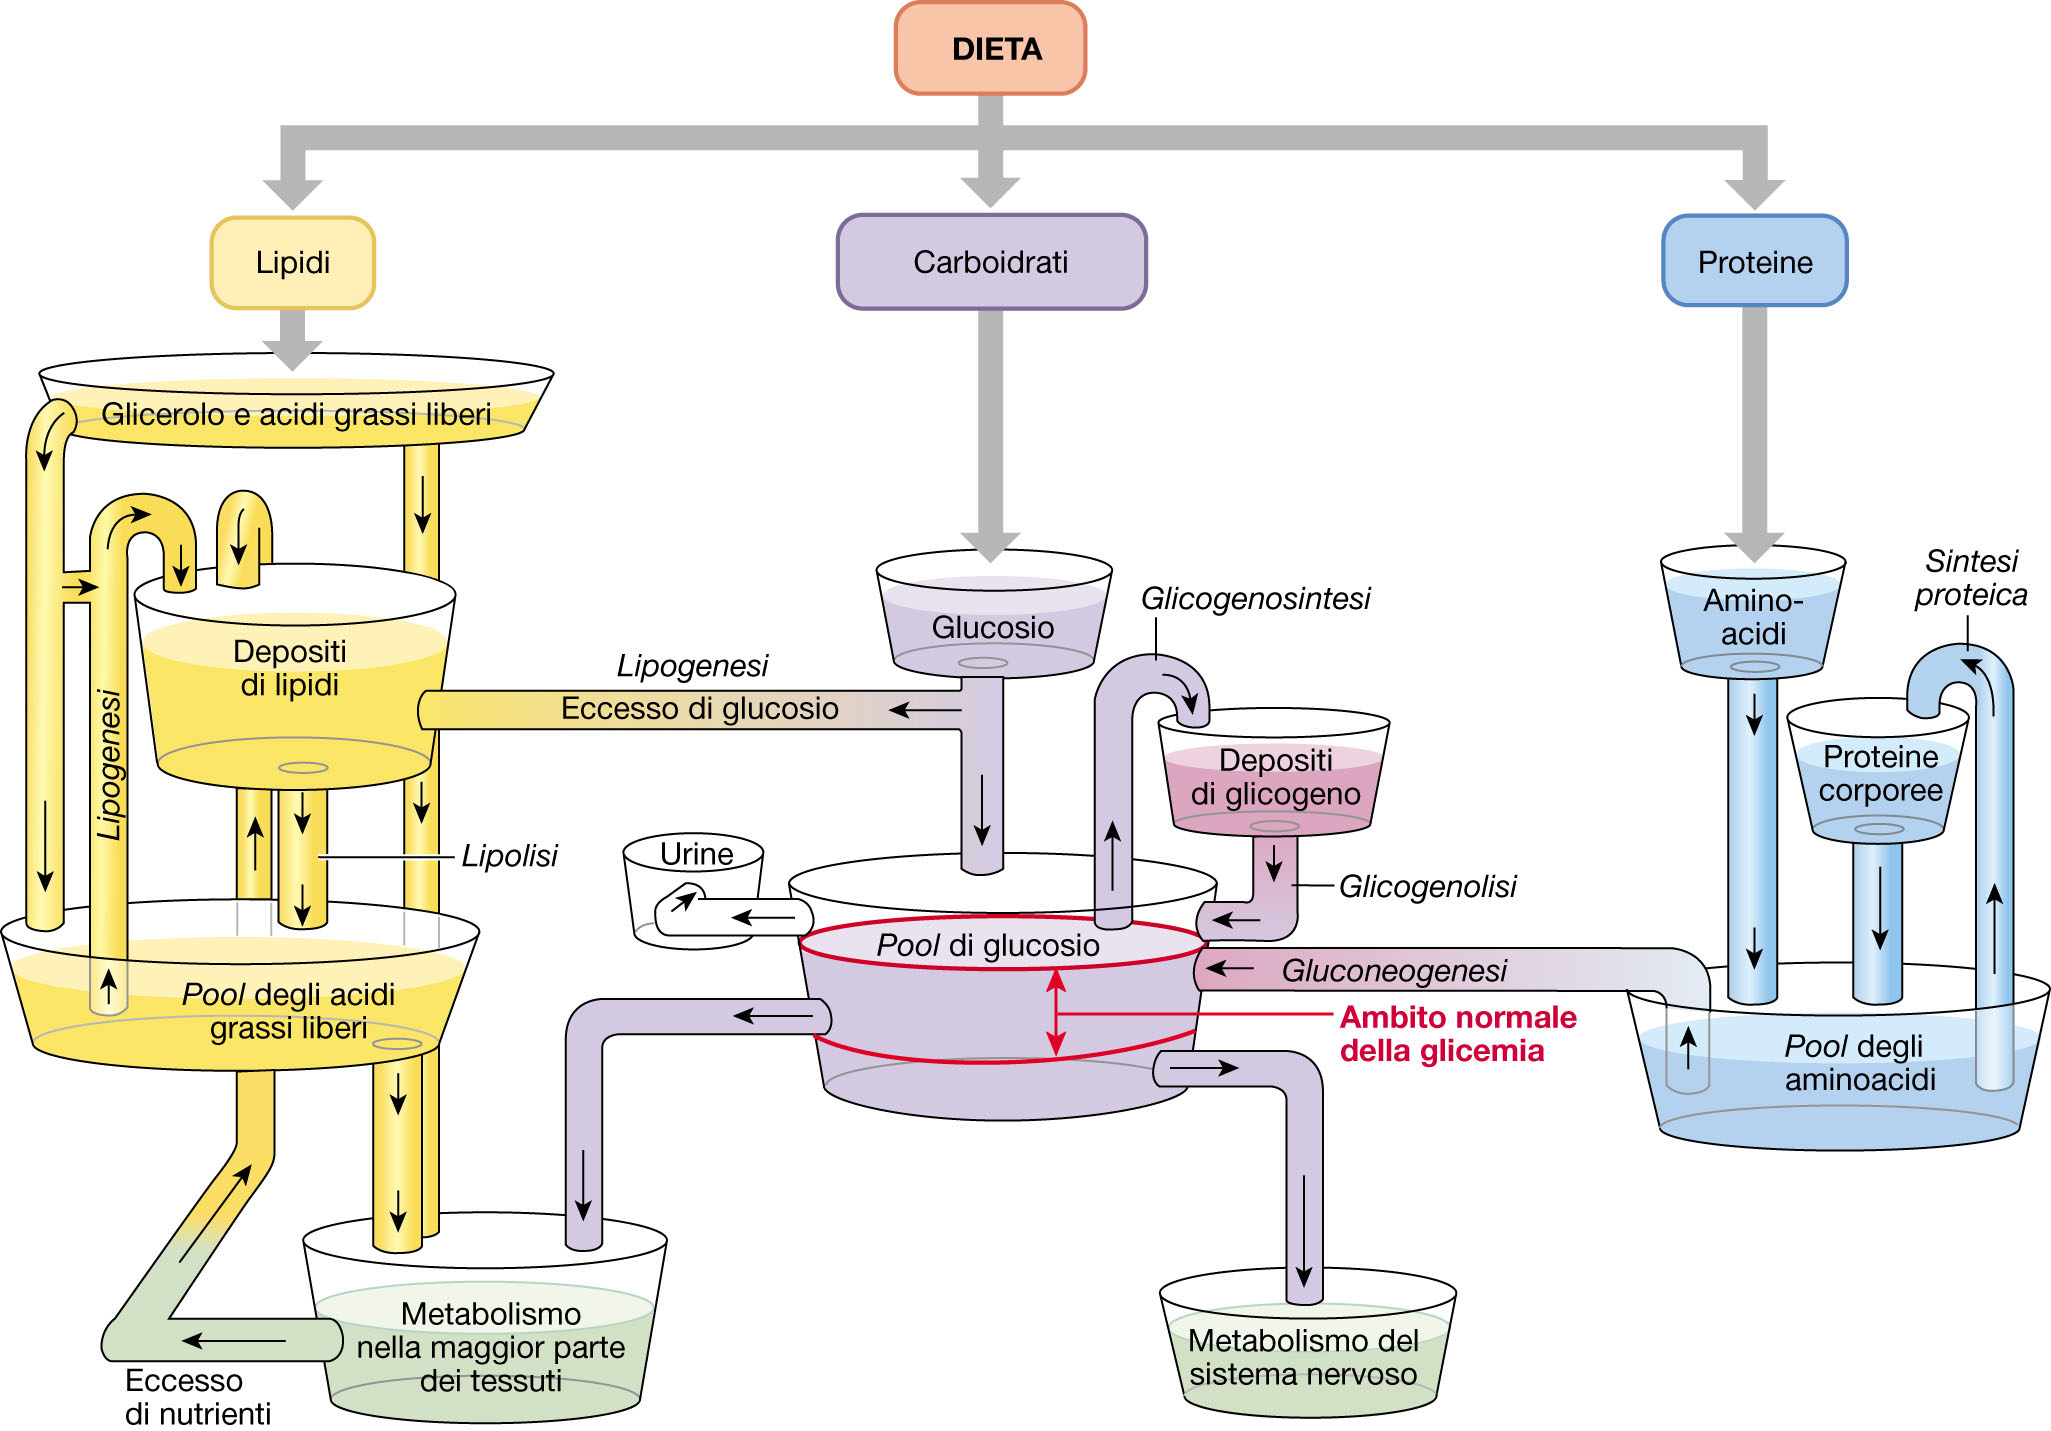 DIETA
Lipidi
Carboidrati
Proteine
Glicerolo e acidi grassi liberi
Sintesi
proteica
Glicogenosintesi
Amino-
acidi
Glucosio
Depositi
di lipidi
Lipogenesi
Eccesso di glucosio
Lipogenesi
Depositi
di glicogeno
Proteine
corporee
Lipolisi
Urine
Glicogenolisi
Pool di glucosio
Gluconeogenesi
Pool degli acidi
grassi liberi
Ambito normale
della glicemia
Pool degli
aminoacidi
Metabolismo
nella maggior parte
dei tessuti
Metabolismo del
sistema nervoso
Eccesso
di nutrienti